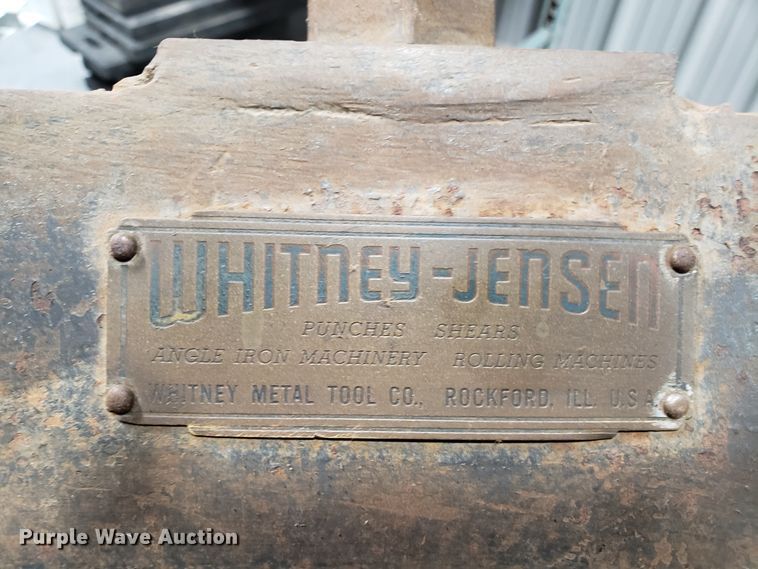 WHITNEY-JENSEN
PUNCHES SHEARS
ANGLE IRON MACHINERY ROLLING MACHINES
WHITNEY METAL TOOL CO., ROCKFORD, ILL. U.S.A.
Purple Wave Auction